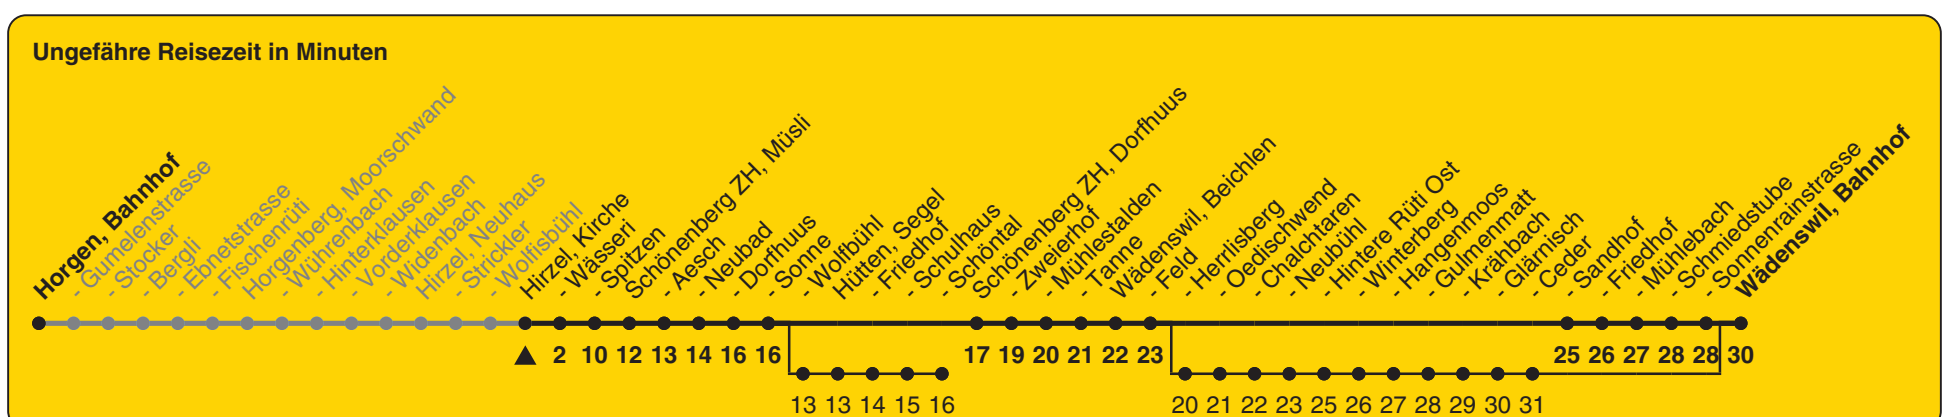 Ungefähre Reisezeit in Minuten
Horgen, Bahnhof
- Gumelenstrasse
- Stocker
- Bergli
- Ebnetstrasse
- Fischenrüti
Horgenberg, Moorschwand
- Wührenbach
- Hinterklausen
- Vorderklausen
- Widenbach
Hirzel, Neuhaus
- Strickler
- Wolfisbühl
Hirzel, Kirche
- Wässeri
- Spitzen
Schönenberg ZH, Müsli
- Aesch
- Neubad
- Dorfhuus
- Sonne
- Wolfbühl
Hütten, Segel
- Friedhof
- Schulhaus
- Schöntal
Schönenberg ZH, Dorfhuus
- Zweierhof
- Mühlestalden
- Tanne
Wädenswil, Beichlen
- Feld
- Herrlisberg
- Oedischwend
- Chalchtaren
- Neubühl
- Hintere Rüti Ost
- Winterberg
- Hangenmoos
- Gulmenmatt
- Krähbach
- Glärnisch
- Ceder
- Sandhof
- Friedhof
- Mühlebach
- Schmiedstube
- Sonnenrainstrasse
Wädenswil, Bahnhof
2 10 12 13 14 16 16 17 19 20 21 22 23 25 26 27 28 28 30
13 13 14 15 16 20 21 22 23 25 26 27 28 29 30 31